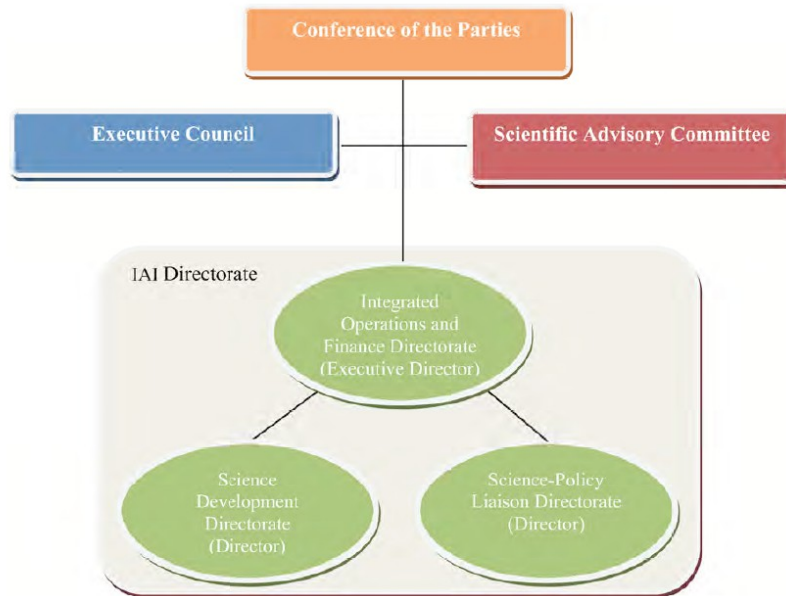 Conference of the Parties
Executive Council
Scientific Advisory Committee
IAI Directorate
Integrated
Operations and
Finance Directorate
(Executive Director)
Science
Development
Directorate
(Director)
Science-Policy
Liaison Directorate
(Director)